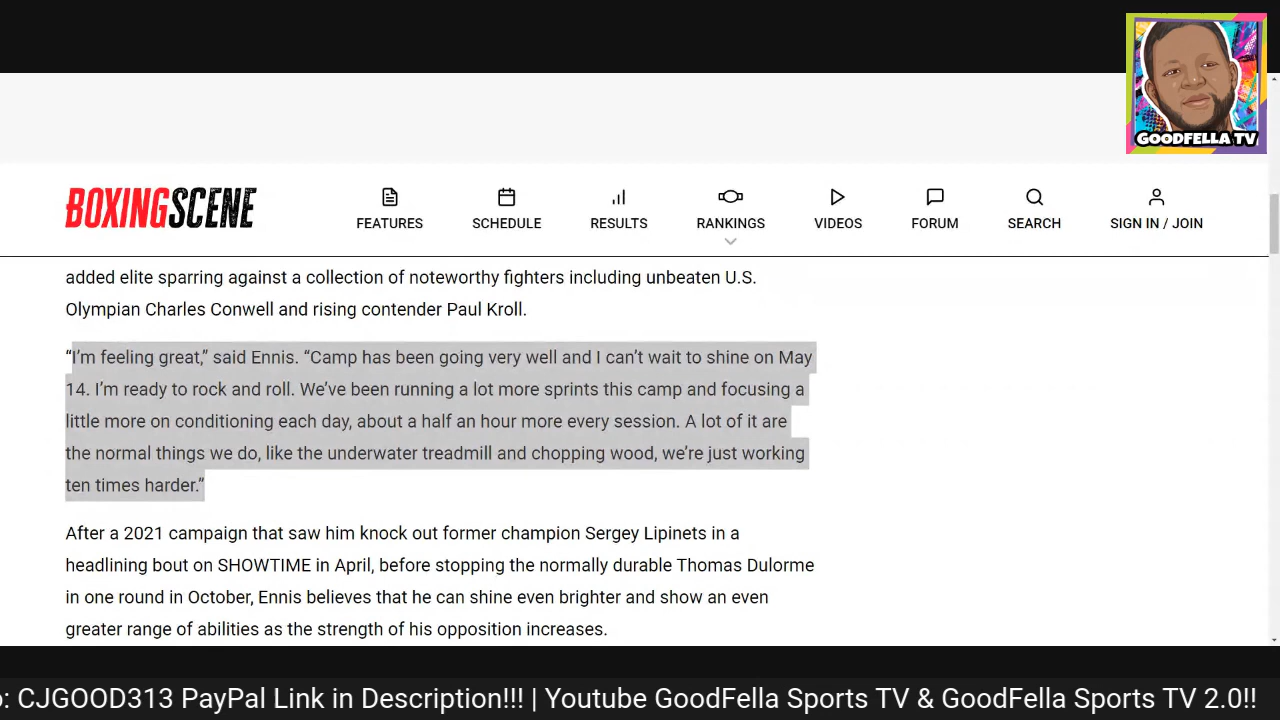 GOODFELLA TV
BOXINGSCENE
FEATURES
SCHEDULE
RESULTS
RANKINGS
VIDEOS
FORUM
SEARCH
SIGN IN / JOIN
added elite sparring against a collection of noteworthy fighters including unbeaten U.S.
Olympian Charles Conwell and rising contender Paul Kroll.
“I’m feeling great,” said Ennis. “Camp has been going very well and I can’t wait to shine on May
14. I’m ready to rock and roll. We’ve been running a lot more sprints this camp and focusing a
little more on conditioning each day, about a half an hour more every session. A lot of it are
the normal things we do, like the underwater treadmill and chopping wood, we’re just working
ten times harder.”
After a 2021 campaign that saw him knock out former champion Sergey Lipinets in a
headlining bout on SHOWTIME in April, before stopping the normally durable Thomas Dulorme
in one round in October, Ennis believes that he can shine even brighter and show an even
greater range of abilities as the strength of his opposition increases.
: CJGOOD313 PayPal Link in Description!!! | Youtube GoodFella Sports TV & GoodFella Sports TV 2.0!!